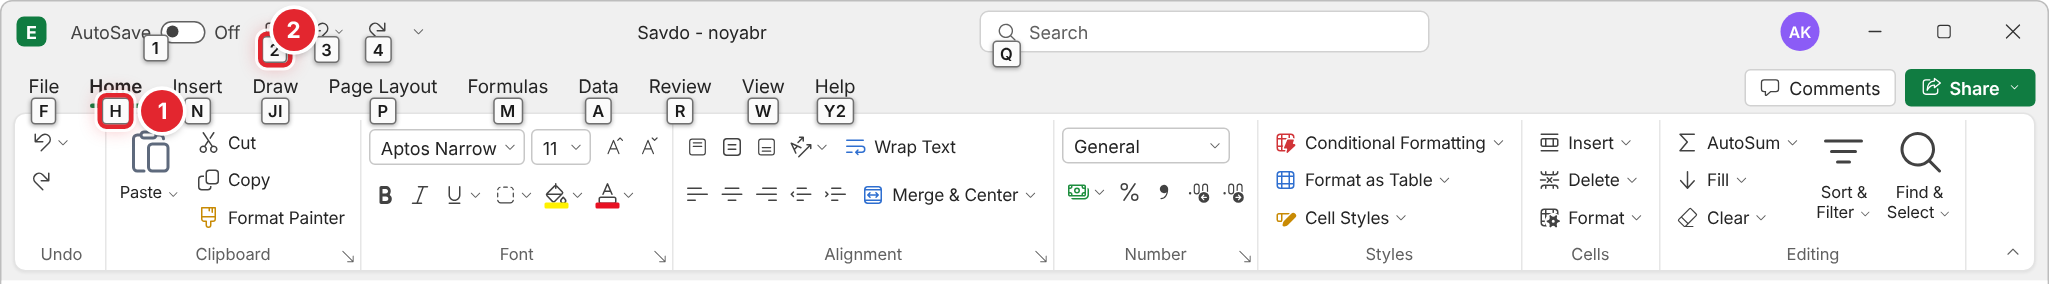 E AutoSave Off Savdo - noyabr Search AK
1 2 2 3 4 Q
File Home Insert Draw Page Layout Formulas Data Review View Help Comments Share
F H 1 N JI P M A R W Y2
Paste
Cut
Copy
Format Painter
Aptos Narrow 11 A A
B I U A
Wrap Text
Merge & Center
General
% , .00 .00
Conditional Formatting
Format as Table
Cell Styles
Insert
Delete
Format
AutoSum
Fill
Clear
Sort &
Filter
Find &
Select
Undo Clipboard Font Alignment Number Styles Cells Editing